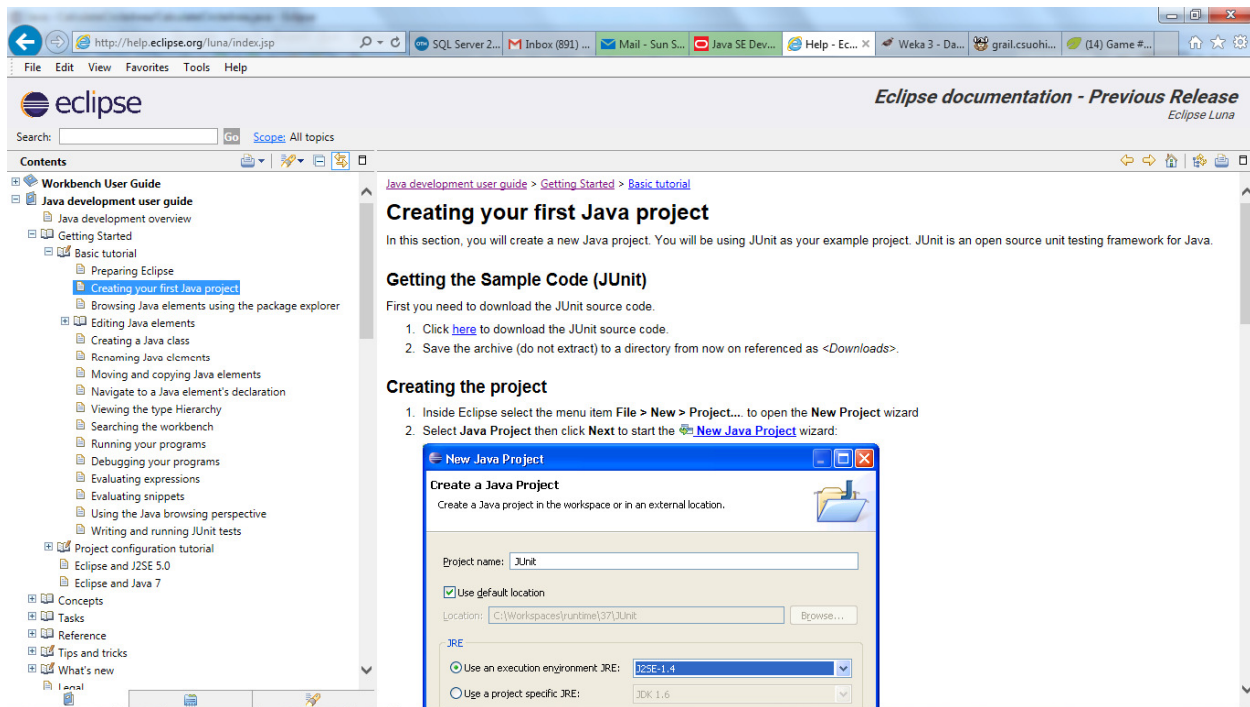 http://help.eclipse.org/luna/index.jsp
SQL Server 2...
Inbox (891) ...
Mail - Sun S...
Java SE Dev...
Help - Ec...
Weka 3 - Da...
grail.csuohi...
(14) Game #...
File Edit View Favorites Tools Help
eclipse
Eclipse documentation - Previous Release
Eclipse Luna
Search: Go Scope: All topics
Contents
Workbench User Guide
Java development user guide
Java development overview
Getting Started
Basic tutorial
Preparing Eclipse
Creating your first Java project
Browsing Java elements using the package explorer
Editing Java elements
Creating a Java class
Renaming Java elements
Moving and copying Java elements
Navigate to a Java element's declaration
Viewing the type Hierarchy
Searching the workbench
Running your programs
Debugging your programs
Evaluating expressions
Evaluating snippets
Using the Java browsing perspective
Writing and running JUnit tests
Project configuration tutorial
Eclipse and J2SE 5.0
Eclipse and Java 7
Concepts
Tasks
Reference
Tips and tricks
What's new
Legal
Java development user guide > Getting Started > Basic tutorial
Creating your first Java project
In this section, you will create a new Java project. You will be using JUnit as your example project. JUnit is an open source unit testing framework for Java.
Getting the Sample Code (JUnit)
First you need to download the JUnit source code.
1. Click here to download the JUnit source code.
2. Save the archive (do not extract) to a directory from now on referenced as <Downloads>.
Creating the project
1. Inside Eclipse select the menu item File > New > Project.... to open the New Project wizard
2. Select Java Project then click Next to start the New Java Project wizard:
New Java Project
Create a Java Project
Create a Java project in the workspace or in an external location.
Project name: JUnit
Use default location
Location: C:\Workspaces\runtime\37\JUnit Browse...
JRE
Use an execution environment JRE: J2SE-1.4
Use a project specific JRE: JDK 1.6